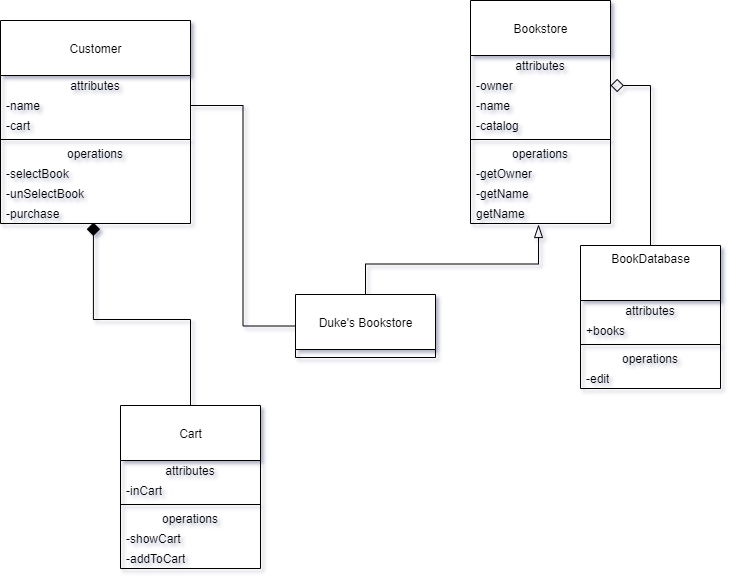 Customer
attributes
-name
-cart
operations
-selectBook
-unSelectBook
-purchase
Bookstore
attributes
-owner
-name
-catalog
operations
-getOwner
-getName
getName
BookDatabase
attributes
+books
operations
-edit
Duke's Bookstore
Cart
attributes
-inCart
operations
-showCart
-addToCart